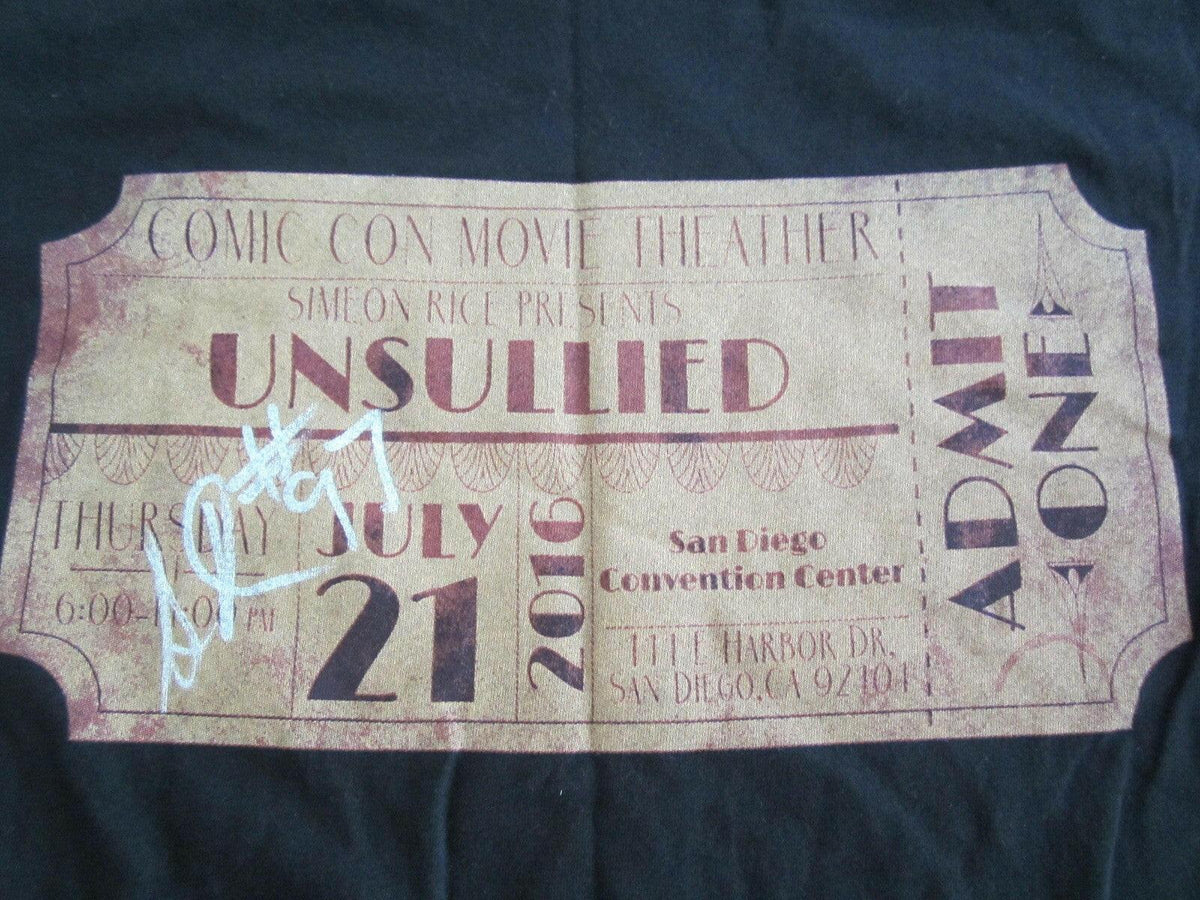 COMIC CON MOVIE THEATHER
SIMEON RICE PRESENTS
UNSULLIED
#97
THURSDAY
6:00-11:00 PM
JULY
21
2016
San Diego
Convention Center
111 E HARBOR DR.
SAN DIEGO, CA 92101
ADMIT
ONE